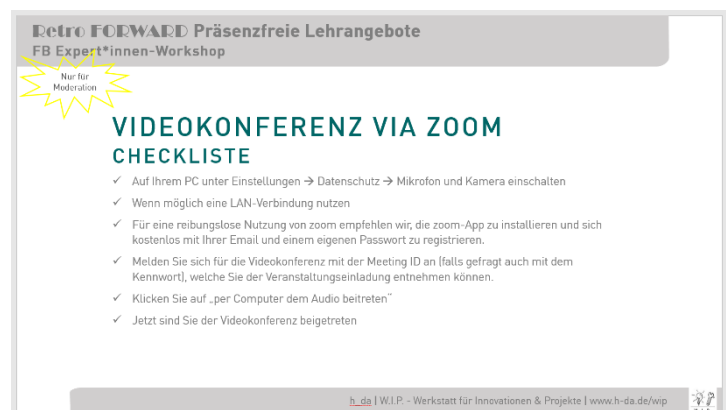 Retro FORWARD Präsenzfreie Lehrangebote
FB Expert*innen-Workshop
Nur für
Moderation
VIDEOKONFERENZ VIA ZOOM
CHECKLISTE
✓ Auf Ihrem PC unter Einstellungen → Datenschutz → Mikrofon und Kamera einschalten
✓ Wenn möglich eine LAN-Verbindung nutzen
✓ Für eine reibungslose Nutzung von zoom empfehlen wir, die zoom-App zu installieren und sich
kostenlos mit Ihrer Email und einem eigenen Passwort zu registrieren.
✓ Melden Sie sich für die Videokonferenz mit der Meeting ID an (falls gefragt auch mit dem
Kennwort), welche Sie der Veranstaltungseinladung entnehmen können.
✓ Klicken Sie auf „per Computer dem Audio beitreten“
✓ Jetzt sind Sie der Videokonferenz beigetreten
h_da | W.I.P. - Werkstatt für Innovationen & Projekte | www.h-da.de/wip